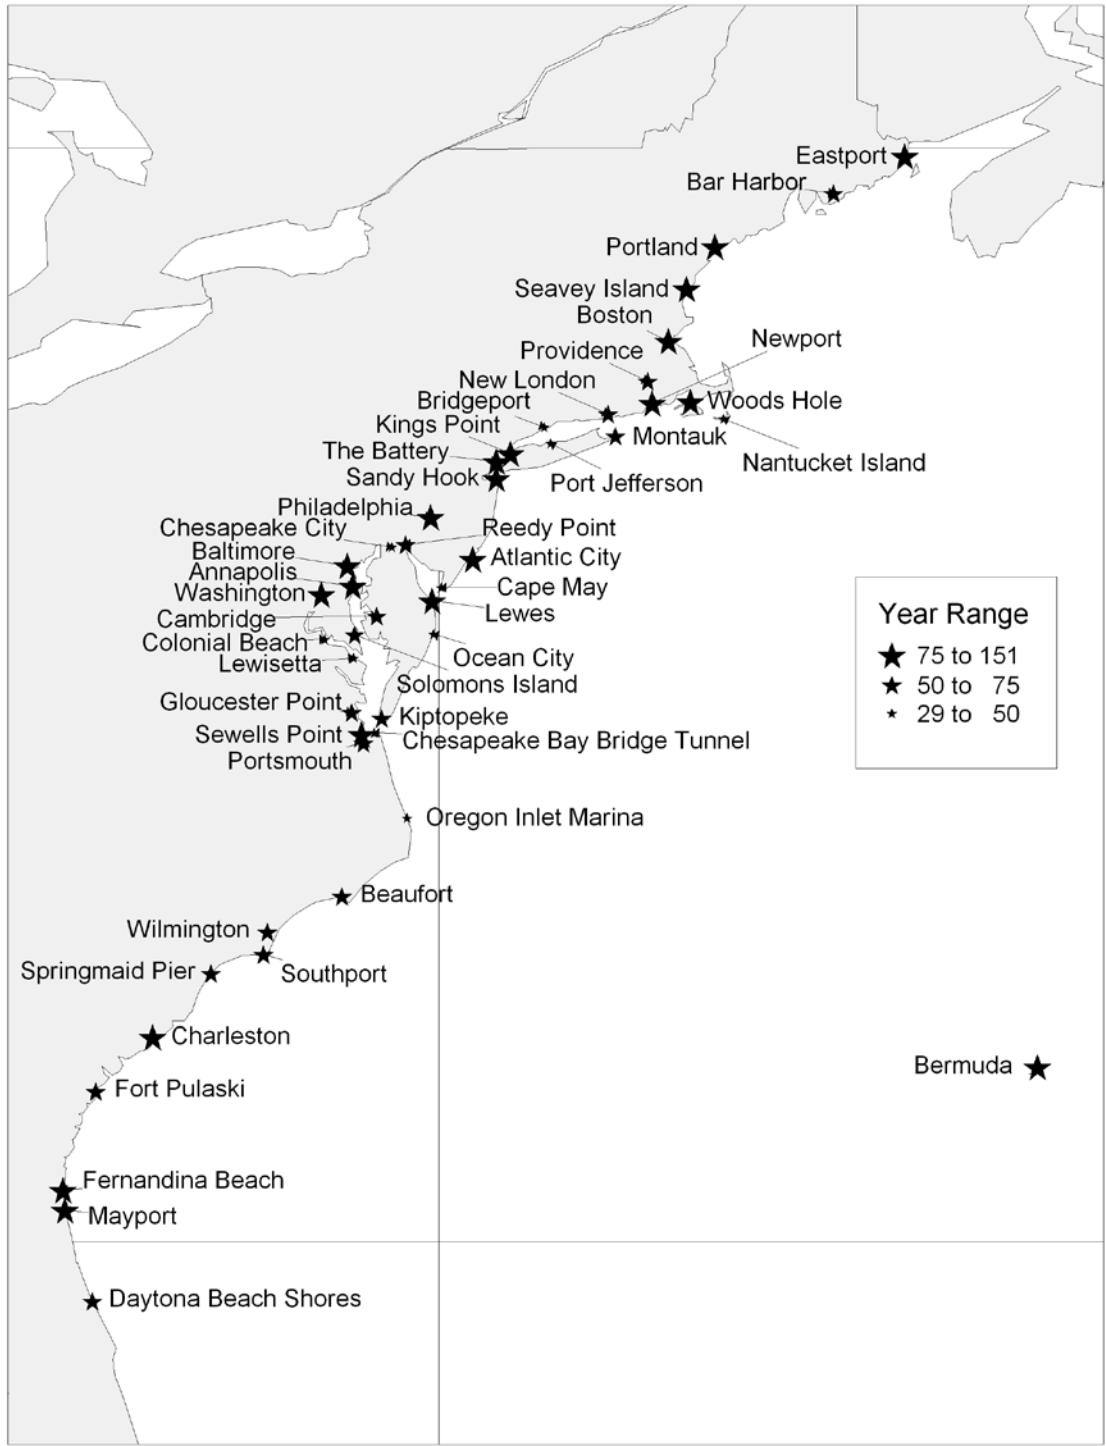 Eastport
Bar Harbor
Portland
Seavey Island
Boston
Newport
Providence
New London
Bridgeport
Woods Hole
Kings Point
Montauk
The Battery
Nantucket Island
Sandy Hook
Port Jefferson
Philadelphia
Chesapeake City
Reedy Point
Baltimore
Atlantic City
Annapolis
Washington
Cape May
Lewes
Cambridge
Colonial Beach
Ocean City
Lewisetta
Solomons Island
Gloucester Point
Kiptopeke
Sewells Point
Chesapeake Bay Bridge Tunnel
Portsmouth
Year Range
75 to 151
50 to 75
29 to 50
Oregon Inlet Marina
Beaufort
Wilmington
Springmaid Pier
Southport
Charleston
Bermuda
Fort Pulaski
Fernandina Beach
Mayport
Daytona Beach Shores